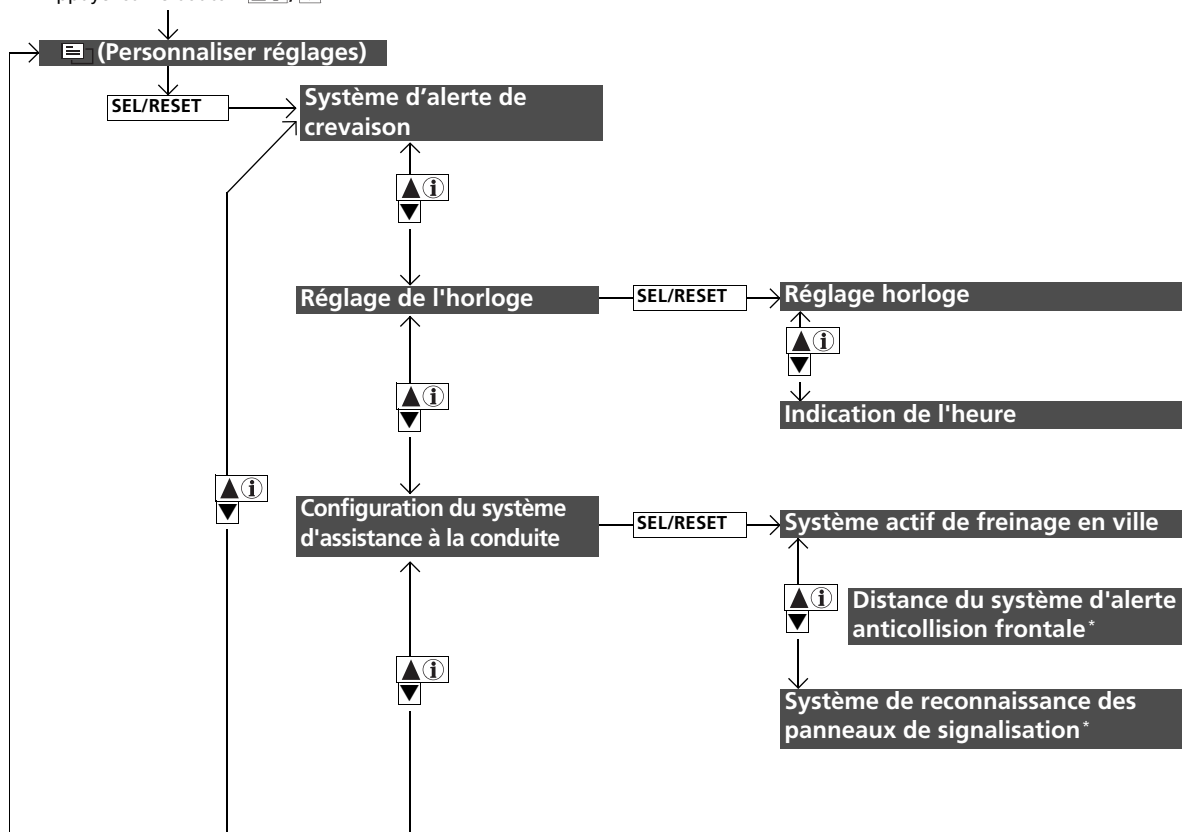 (Personnaliser réglages)
SEL/RESET
Système d’alerte de
crevaison
Réglage de l'horloge
SEL/RESET
Réglage horloge
Indication de l'heure
Configuration du système
d'assistance à la conduite
SEL/RESET
Système actif de freinage en ville
Distance du système d'alerte
anticollision frontale*
Système de reconnaissance des
panneaux de signalisation*